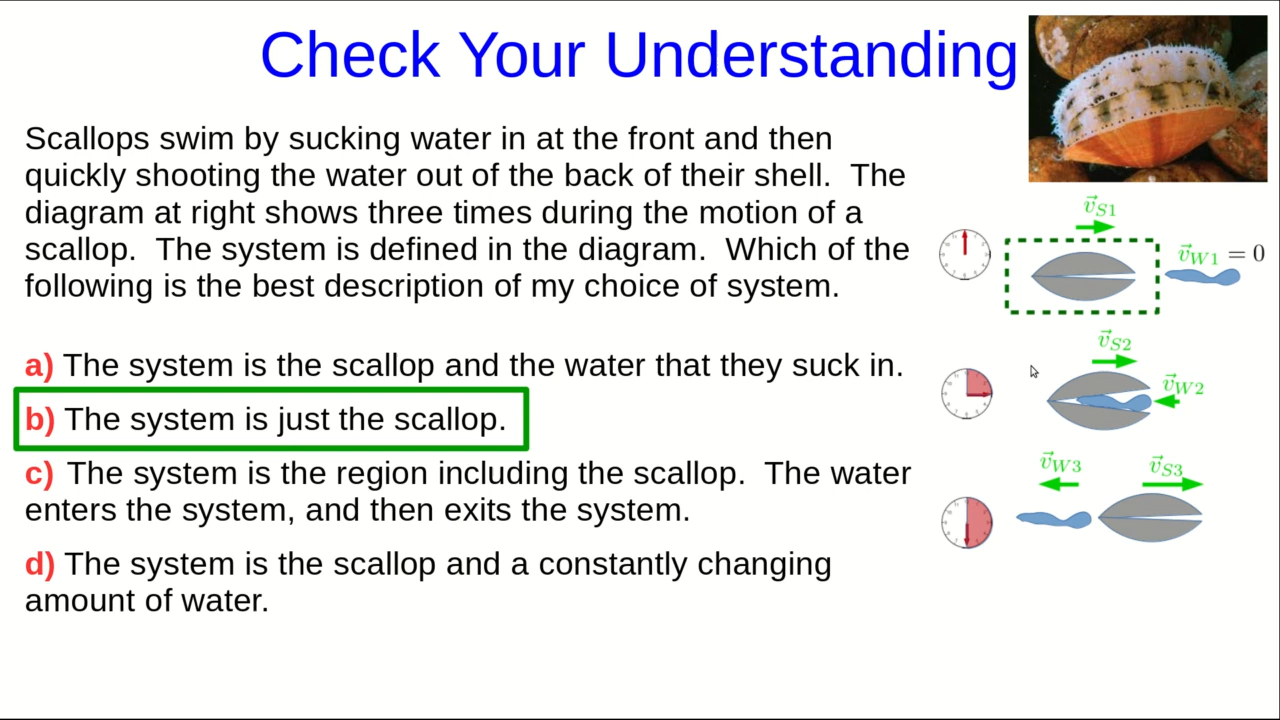 Check Your Understanding
Scallops swim by sucking water in at the front and then
quickly shooting the water out of the back of their shell.  The
diagram at right shows three times during the motion of a
scallop.  The system is defined in the diagram.  Which of the
following is the best description of my choice of system.
a) The system is the scallop and the water that they suck in.
b) The system is just the scallop.
c) The system is the region including the scallop.  The water
enters the system, and then exits the system.
d) The system is the scallop and a constantly changing
amount of water.
v⃗S1
v⃗W1 = 0
v⃗S2
v⃗W2
v⃗W3
v⃗S3